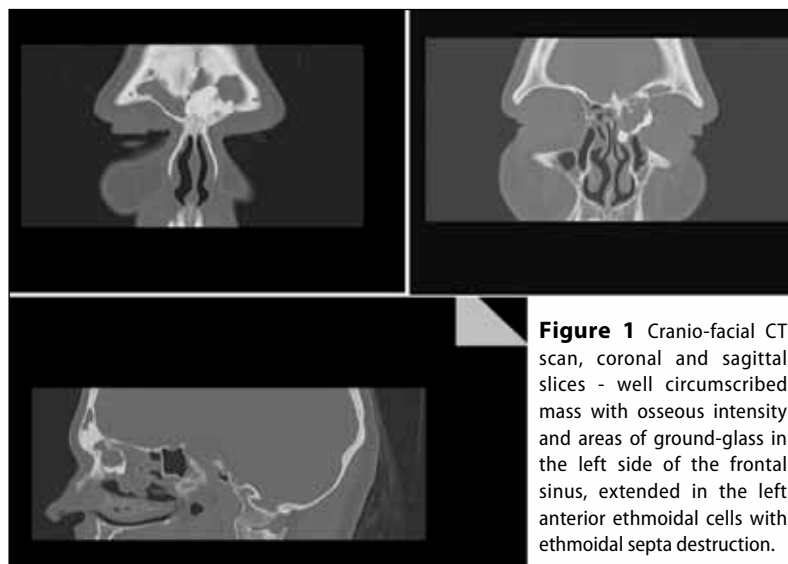 Figure 1 Cranio-facial CT
scan, coronal and sagittal
slices - well circumscribed
mass with osseous intensity
and areas of ground-glass in
the left side of the frontal
sinus, extended in the left
anterior ethmoidal cells with
ethmoidal septa destruction.